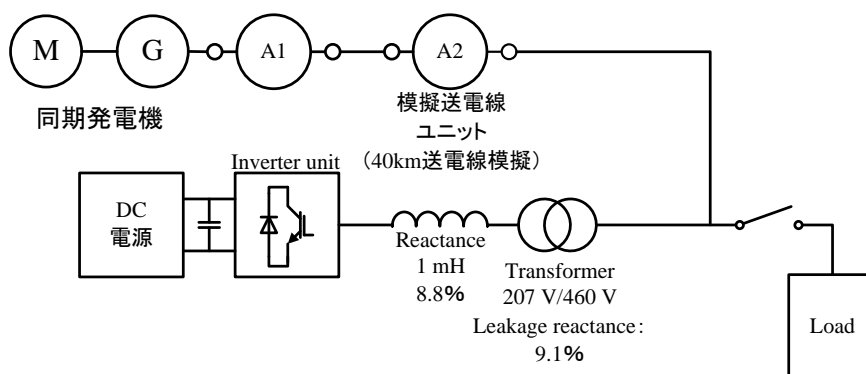 M
G
A1
A2
同期発電機
模擬送電線
ユニット
（40km送電線模擬）
Inverter unit
DC
電源
Reactance
1 mH
8.8%
Transformer
207 V/460 V
Leakage reactance：
9.1%
Load